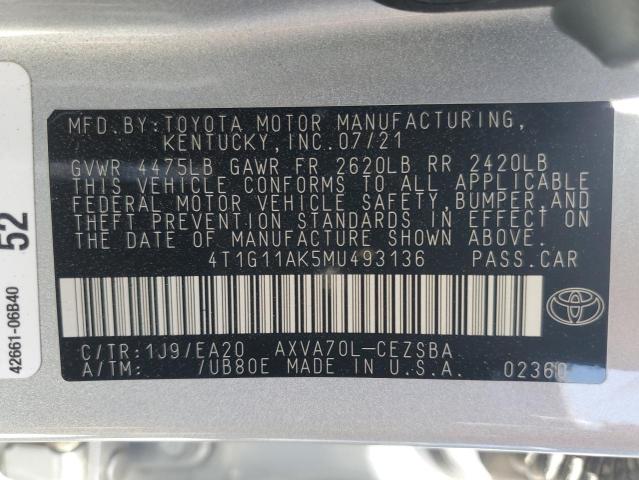 MFD.BY:TOYOTA MOTOR MANUFACTURING,
KENTUCKY, INC.07/21
GVWR 4475LB GAWR FR 2620LB RR 2420LB
THIS VEHICLE CONFORMS TO ALL APPLICABLE
FEDERAL MOTOR VEHICLE SAFETY,BUMPER,AND
THEFT PREVENTION STANDARDS IN EFFECT ON
THE DATE OF MANUFACTURE SHOWN ABOVE.
4T1G11AK5MU493136 PASS.CAR
C/TR:1J9/EA20 AXVA70L-CEZSBA
A/TM: /UB80E MADE IN U.S.A. 02360
TOYOTA
52
42661-06B40